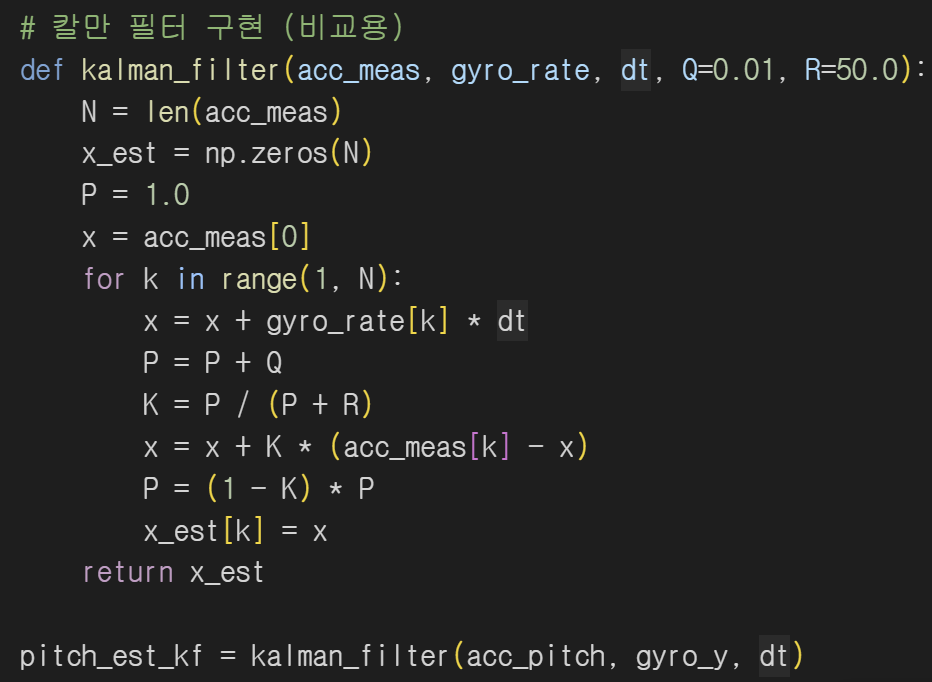 # 칼만 필터 구현 (비교용)
def kalman_filter(acc_meas, gyro_rate, dt, Q=0.01, R=50.0):
    N = len(acc_meas)
    x_est = np.zeros(N)
    P = 1.0
    x = acc_meas[0]
    for k in range(1, N):
        x = x + gyro_rate[k] * dt
        P = P + Q
        K = P / (P + R)
        x = x + K * (acc_meas[k] - x)
        P = (1 - K) * P
        x_est[k] = x
    return x_est

pitch_est_kf = kalman_filter(acc_pitch, gyro_y, dt)